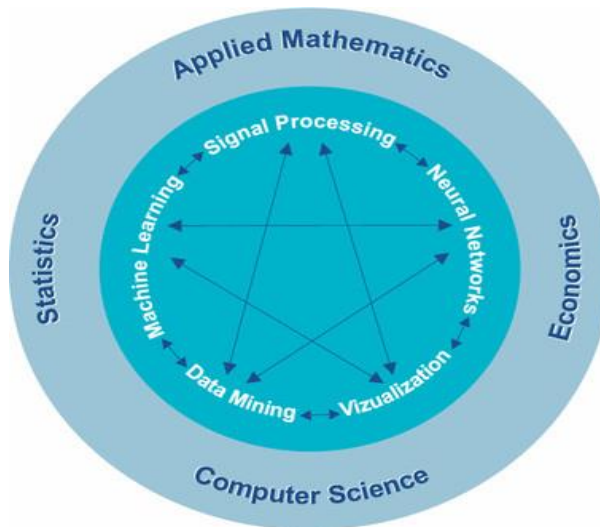 Applied Mathematics
Signal Processing
Neural Networks
Machine Learning
Statistics
Economics
Data Mining
Vizualization
Computer Science